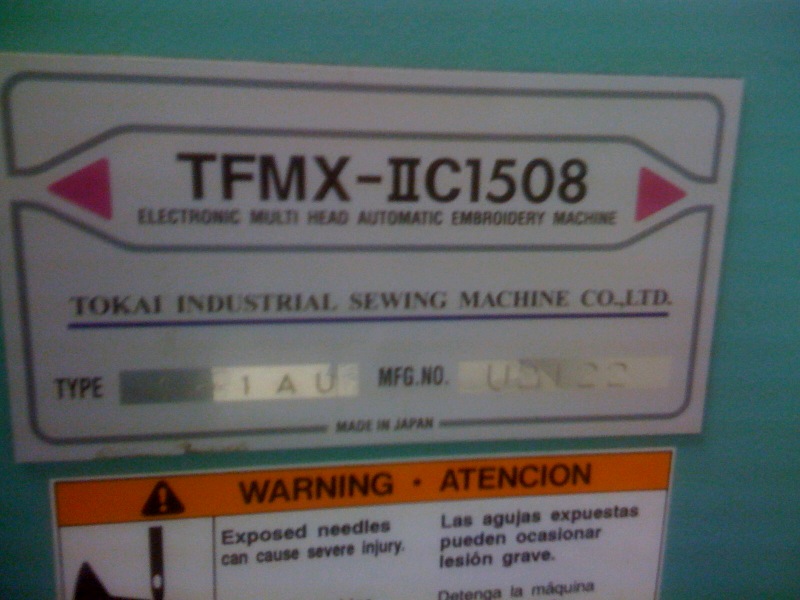 TFMX-IIC1508
ELECTRONIC MULTI HEAD AUTOMATIC EMBROIDERY MACHINE
TOKAI INDUSTRIAL SEWING MACHINE CO.,LTD.
TYPE 1AU MFG.NO.
MADE IN JAPAN
WARNING · ATENCION
Exposed needles
can cause severe injury.
Las agujas expuestas
pueden ocasionar
lesión grave.
Detenga la máquina